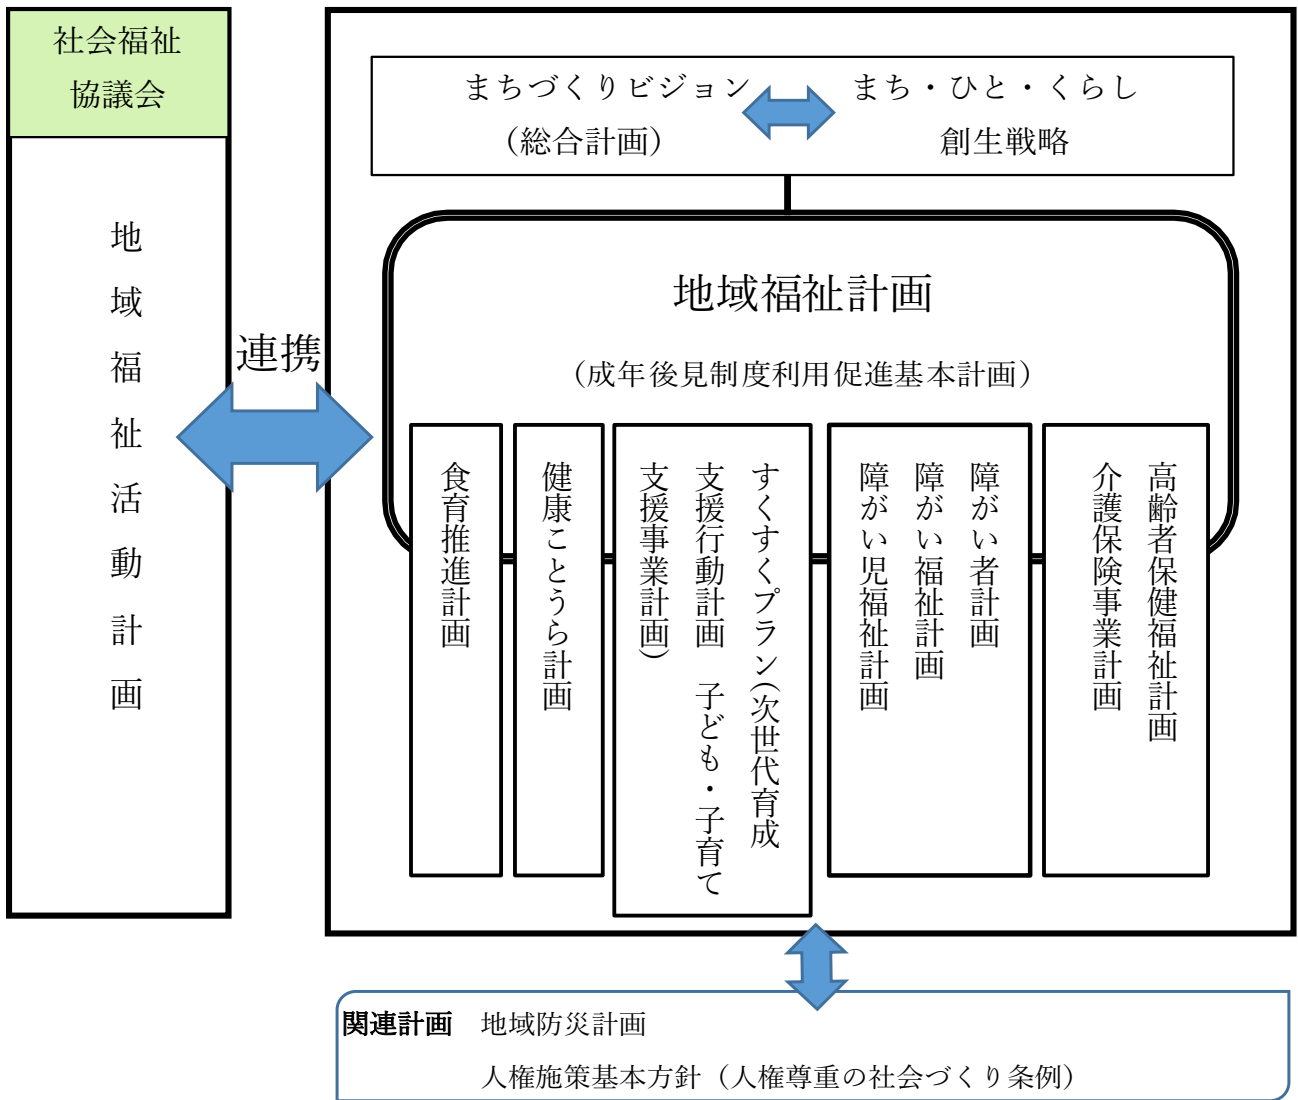 社会福祉
協議会
地域福祉活動計画
連携
まちづくりビジョン
(総合計画)
まち・ひと・くらし
創生戦略
地域福祉計画
(成年後見制度利用促進基本計画)
高齢者保健福祉計画
介護保険事業計画
障がい者計画
障がい福祉計画
障がい児福祉計画
すくすくプラン(次世代育成
支援行動計画　子ども・子育て
支援事業計画)
健康ことうら計画
食育推進計画
関連計画　地域防災計画
人権施策基本方針(人権尊重の社会づくり条例)